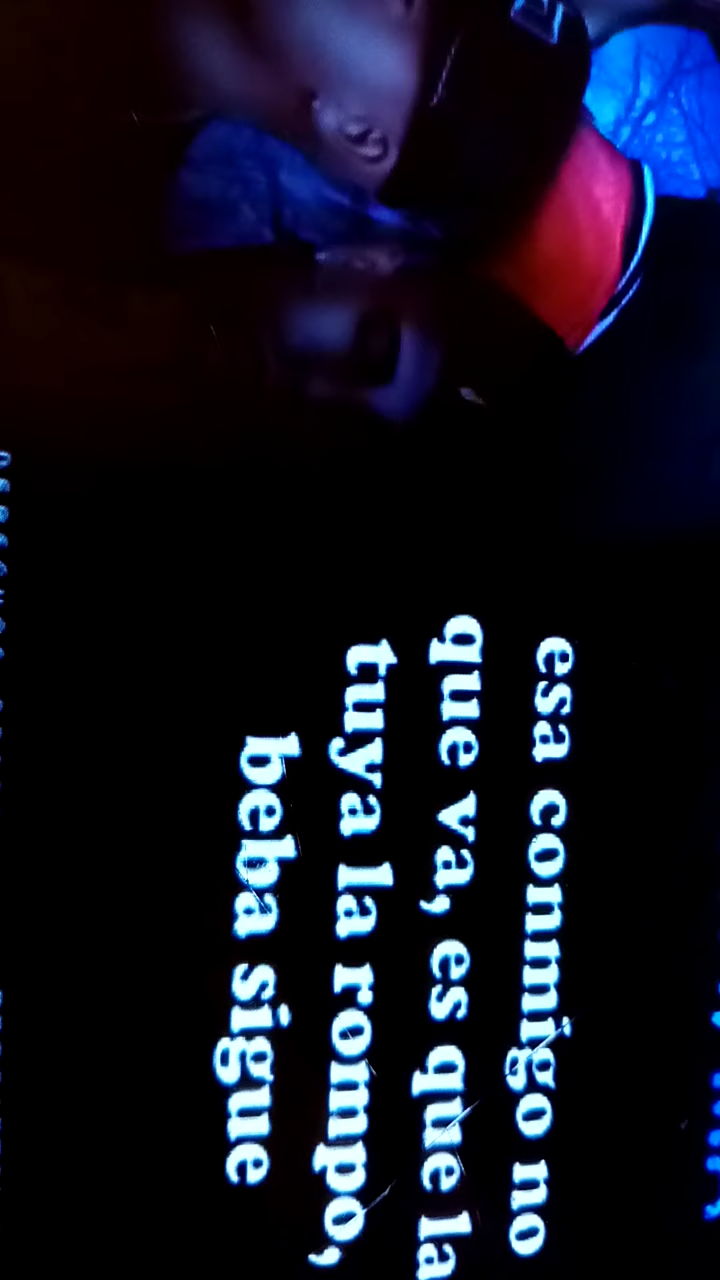 esa conmigo no
que va, es que la
tuya la rompo,
beba sigue